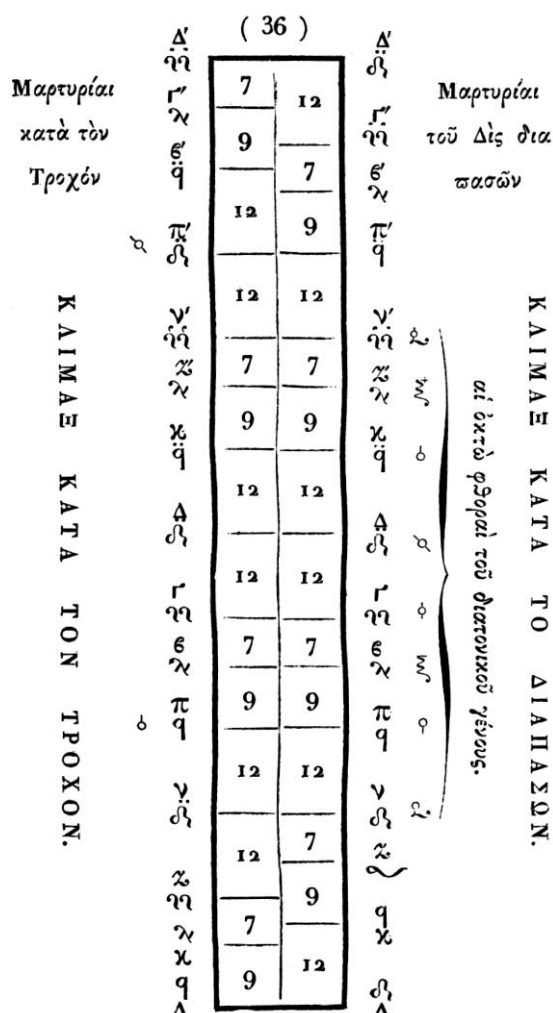 ( 36 )
Μαρτυρίαι
κατὰ τὸν
Τροχόν
Μαρτυρίαι
τοῦ Δὶς δια
πασῶν
ΚΛΙΜΑΞ ΚΑΤΑ ΤΟΝ ΤΡΟΧΟΝ.
Δ'
Γ'
β'
π'
ν'
ζ'
κ
Δ
Γ
β
π
ν
ζ
κ
Δ
7
9
12
12
7
9
12
12
7
9
12
12
7
9
12
7
9
12
7
9
12
12
7
9
12
7
9
12
Δ'
Γ'
β'
π'
ν'
ζ'
κ
Δ
Γ
β
π
ν
ζ
κ
Δ
αἱ ὀκτὼ φθοραὶ τοῦ διατονικοῦ γένους.
ΚΛΙΜΑΞ ΚΑΤΑ ΤΟ ΔΙΑΠΑΣΩΝ.